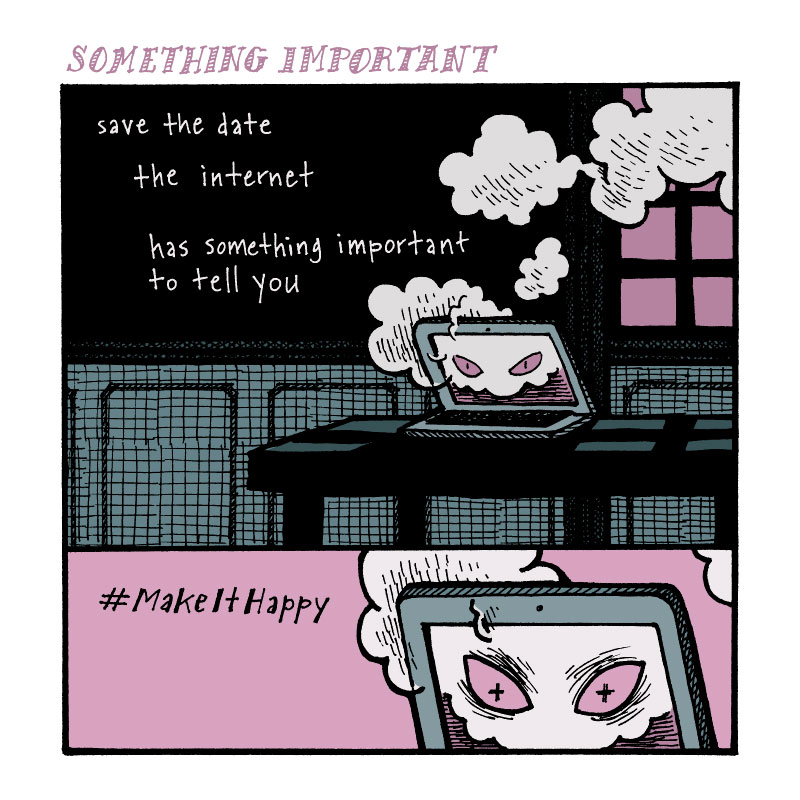 SOMETHING IMPORTANT
save the date
the internet
has something important
to tell you
#MakeItHappy